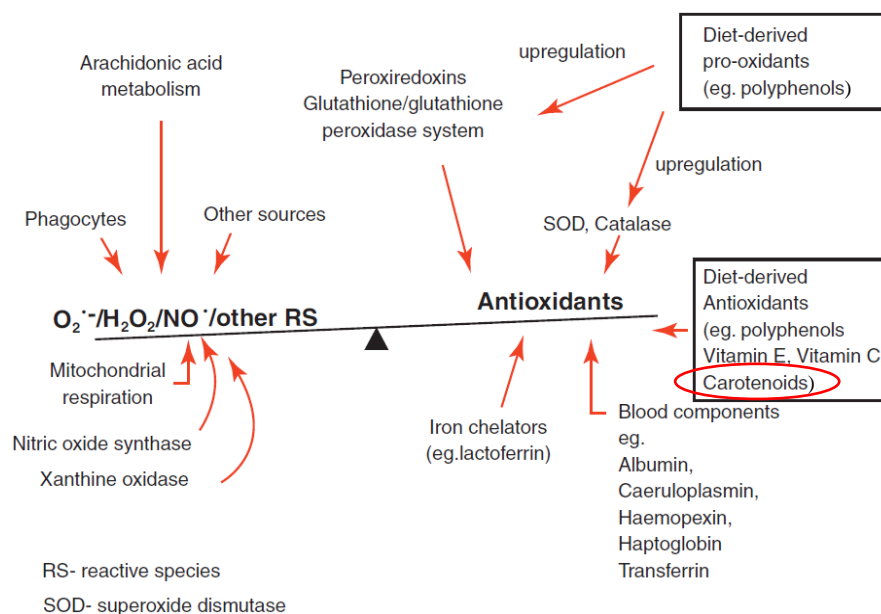 Arachidonic acid
metabolism
Phagocytes
Other sources
O₂˙⁻/H₂O₂/NO˙/other RS
Mitochondrial
respiration
Nitric oxide synthase
Xanthine oxidase
RS- reactive species
SOD- superoxide dismutase
Peroxiredoxins
Glutathione/glutathione
peroxidase system
upregulation
Diet-derived
pro-oxidants
(eg. polyphenols)
upregulation
SOD, Catalase
Antioxidants
Diet-derived
Antioxidants
(eg. polyphenols
Vitamin E, Vitamin C
Carotenoids)
Iron chelators
(eg.lactoferrin)
Blood components
eg.
Albumin,
Caeruloplasmin,
Haemopexin,
Haptoglobin
Transferrin